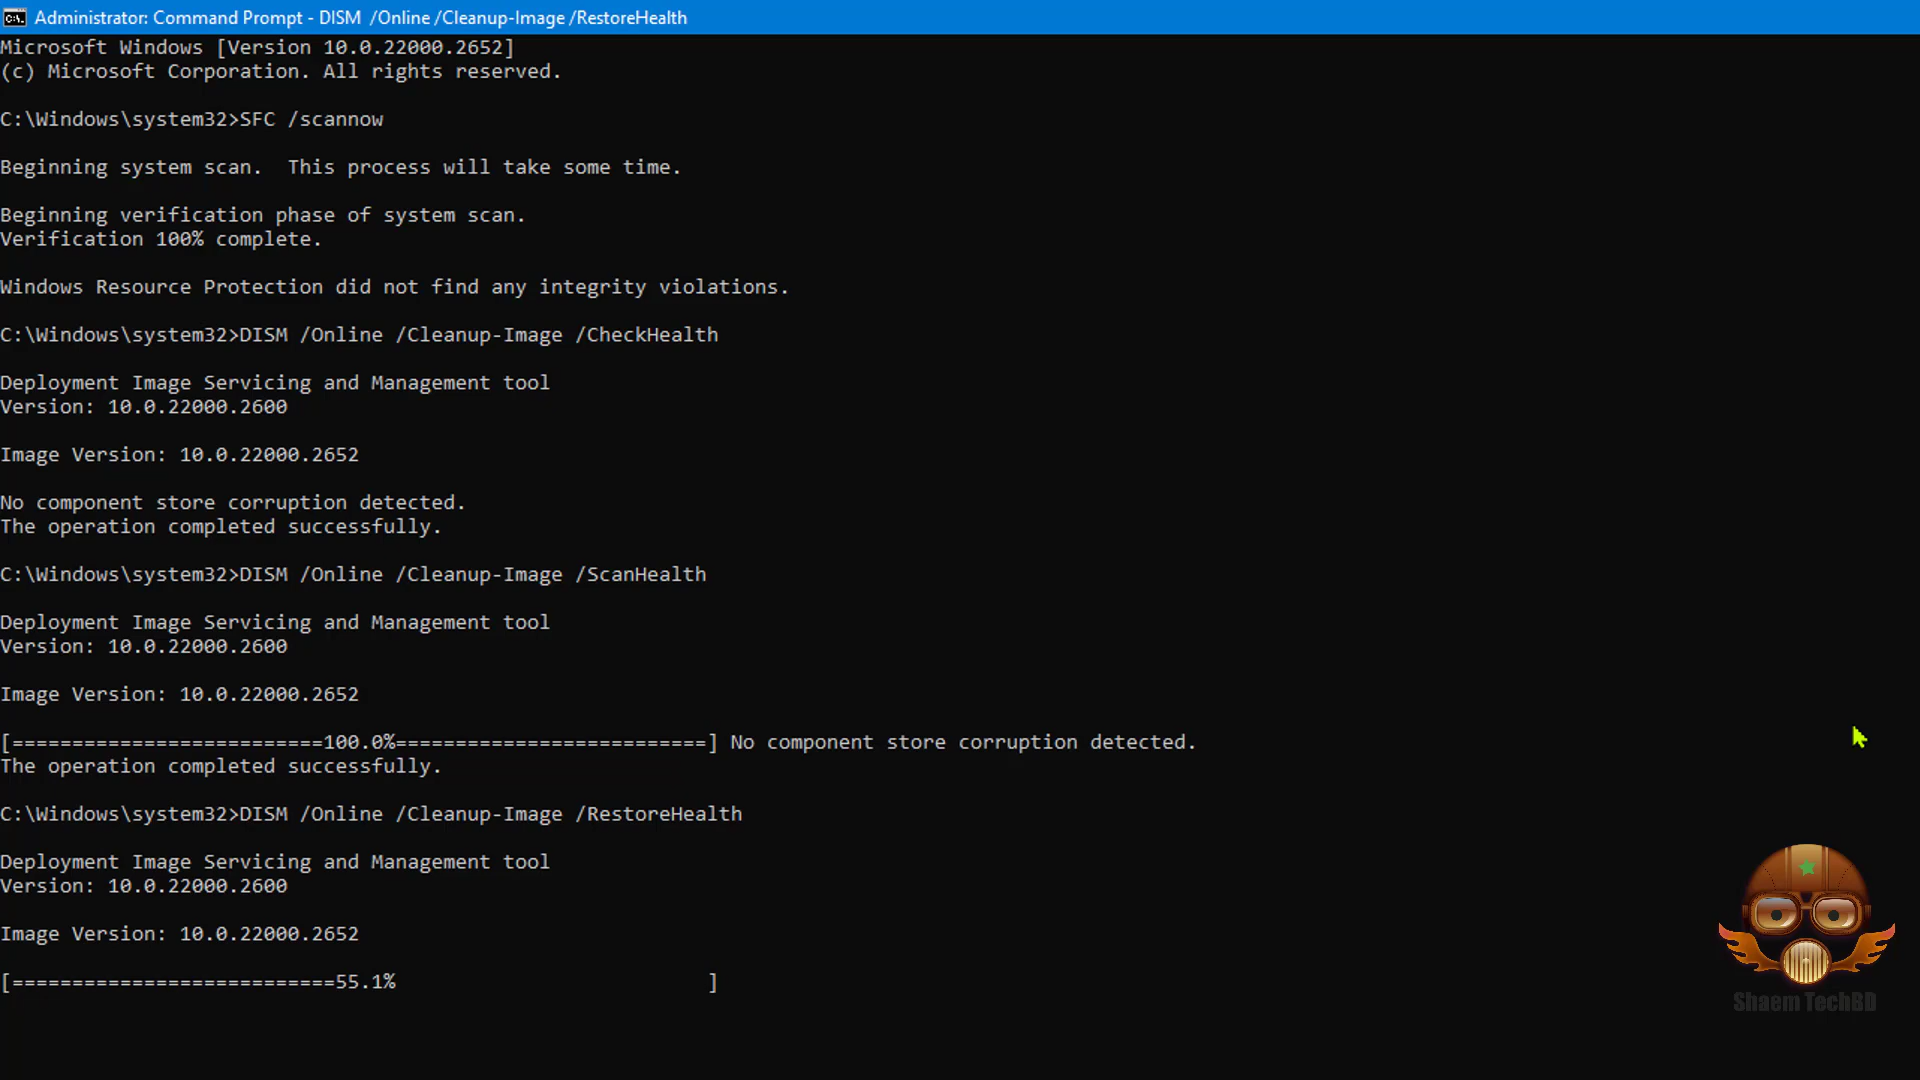 Administrator: Command Prompt - DISM  /Online /Cleanup-Image /RestoreHealth
Microsoft Windows [Version 10.0.22000.2652]
(c) Microsoft Corporation. All rights reserved.
C:\Windows\system32>SFC /scannow
Beginning system scan.  This process will take some time.
Beginning verification phase of system scan.
Verification 100% complete.
Windows Resource Protection did not find any integrity violations.
C:\Windows\system32>DISM /Online /Cleanup-Image /CheckHealth
Deployment Image Servicing and Management tool
Version: 10.0.22000.2600
Image Version: 10.0.22000.2652
No component store corruption detected.
The operation completed successfully.
C:\Windows\system32>DISM /Online /Cleanup-Image /ScanHealth
Deployment Image Servicing and Management tool
Version: 10.0.22000.2600
Image Version: 10.0.22000.2652
[==========================100.0%==========================] No component store corruption detected.
The operation completed successfully.
C:\Windows\system32>DISM /Online /Cleanup-Image /RestoreHealth
Deployment Image Servicing and Management tool
Version: 10.0.22000.2600
Image Version: 10.0.22000.2652
[===========================55.1%                          ]
Shaem TechBD